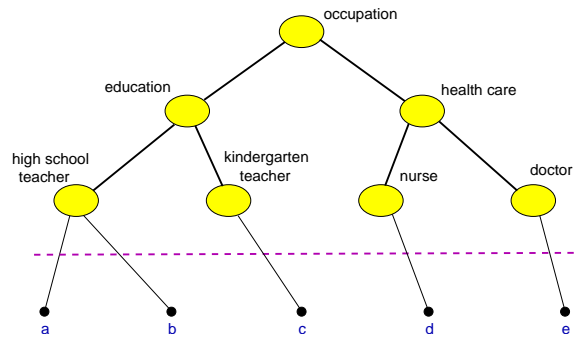 occupation
education
health care
high school
teacher
kindergarten
teacher
nurse
doctor
a
b
c
d
e